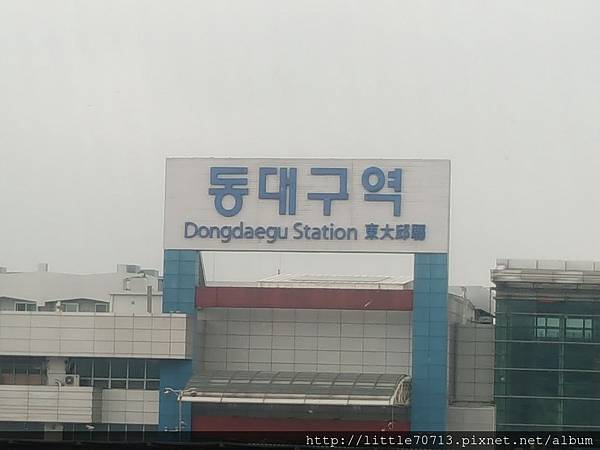 동대구역
Dongdaegu Station 東大邱驛
http://little70713.pixnet.net/album